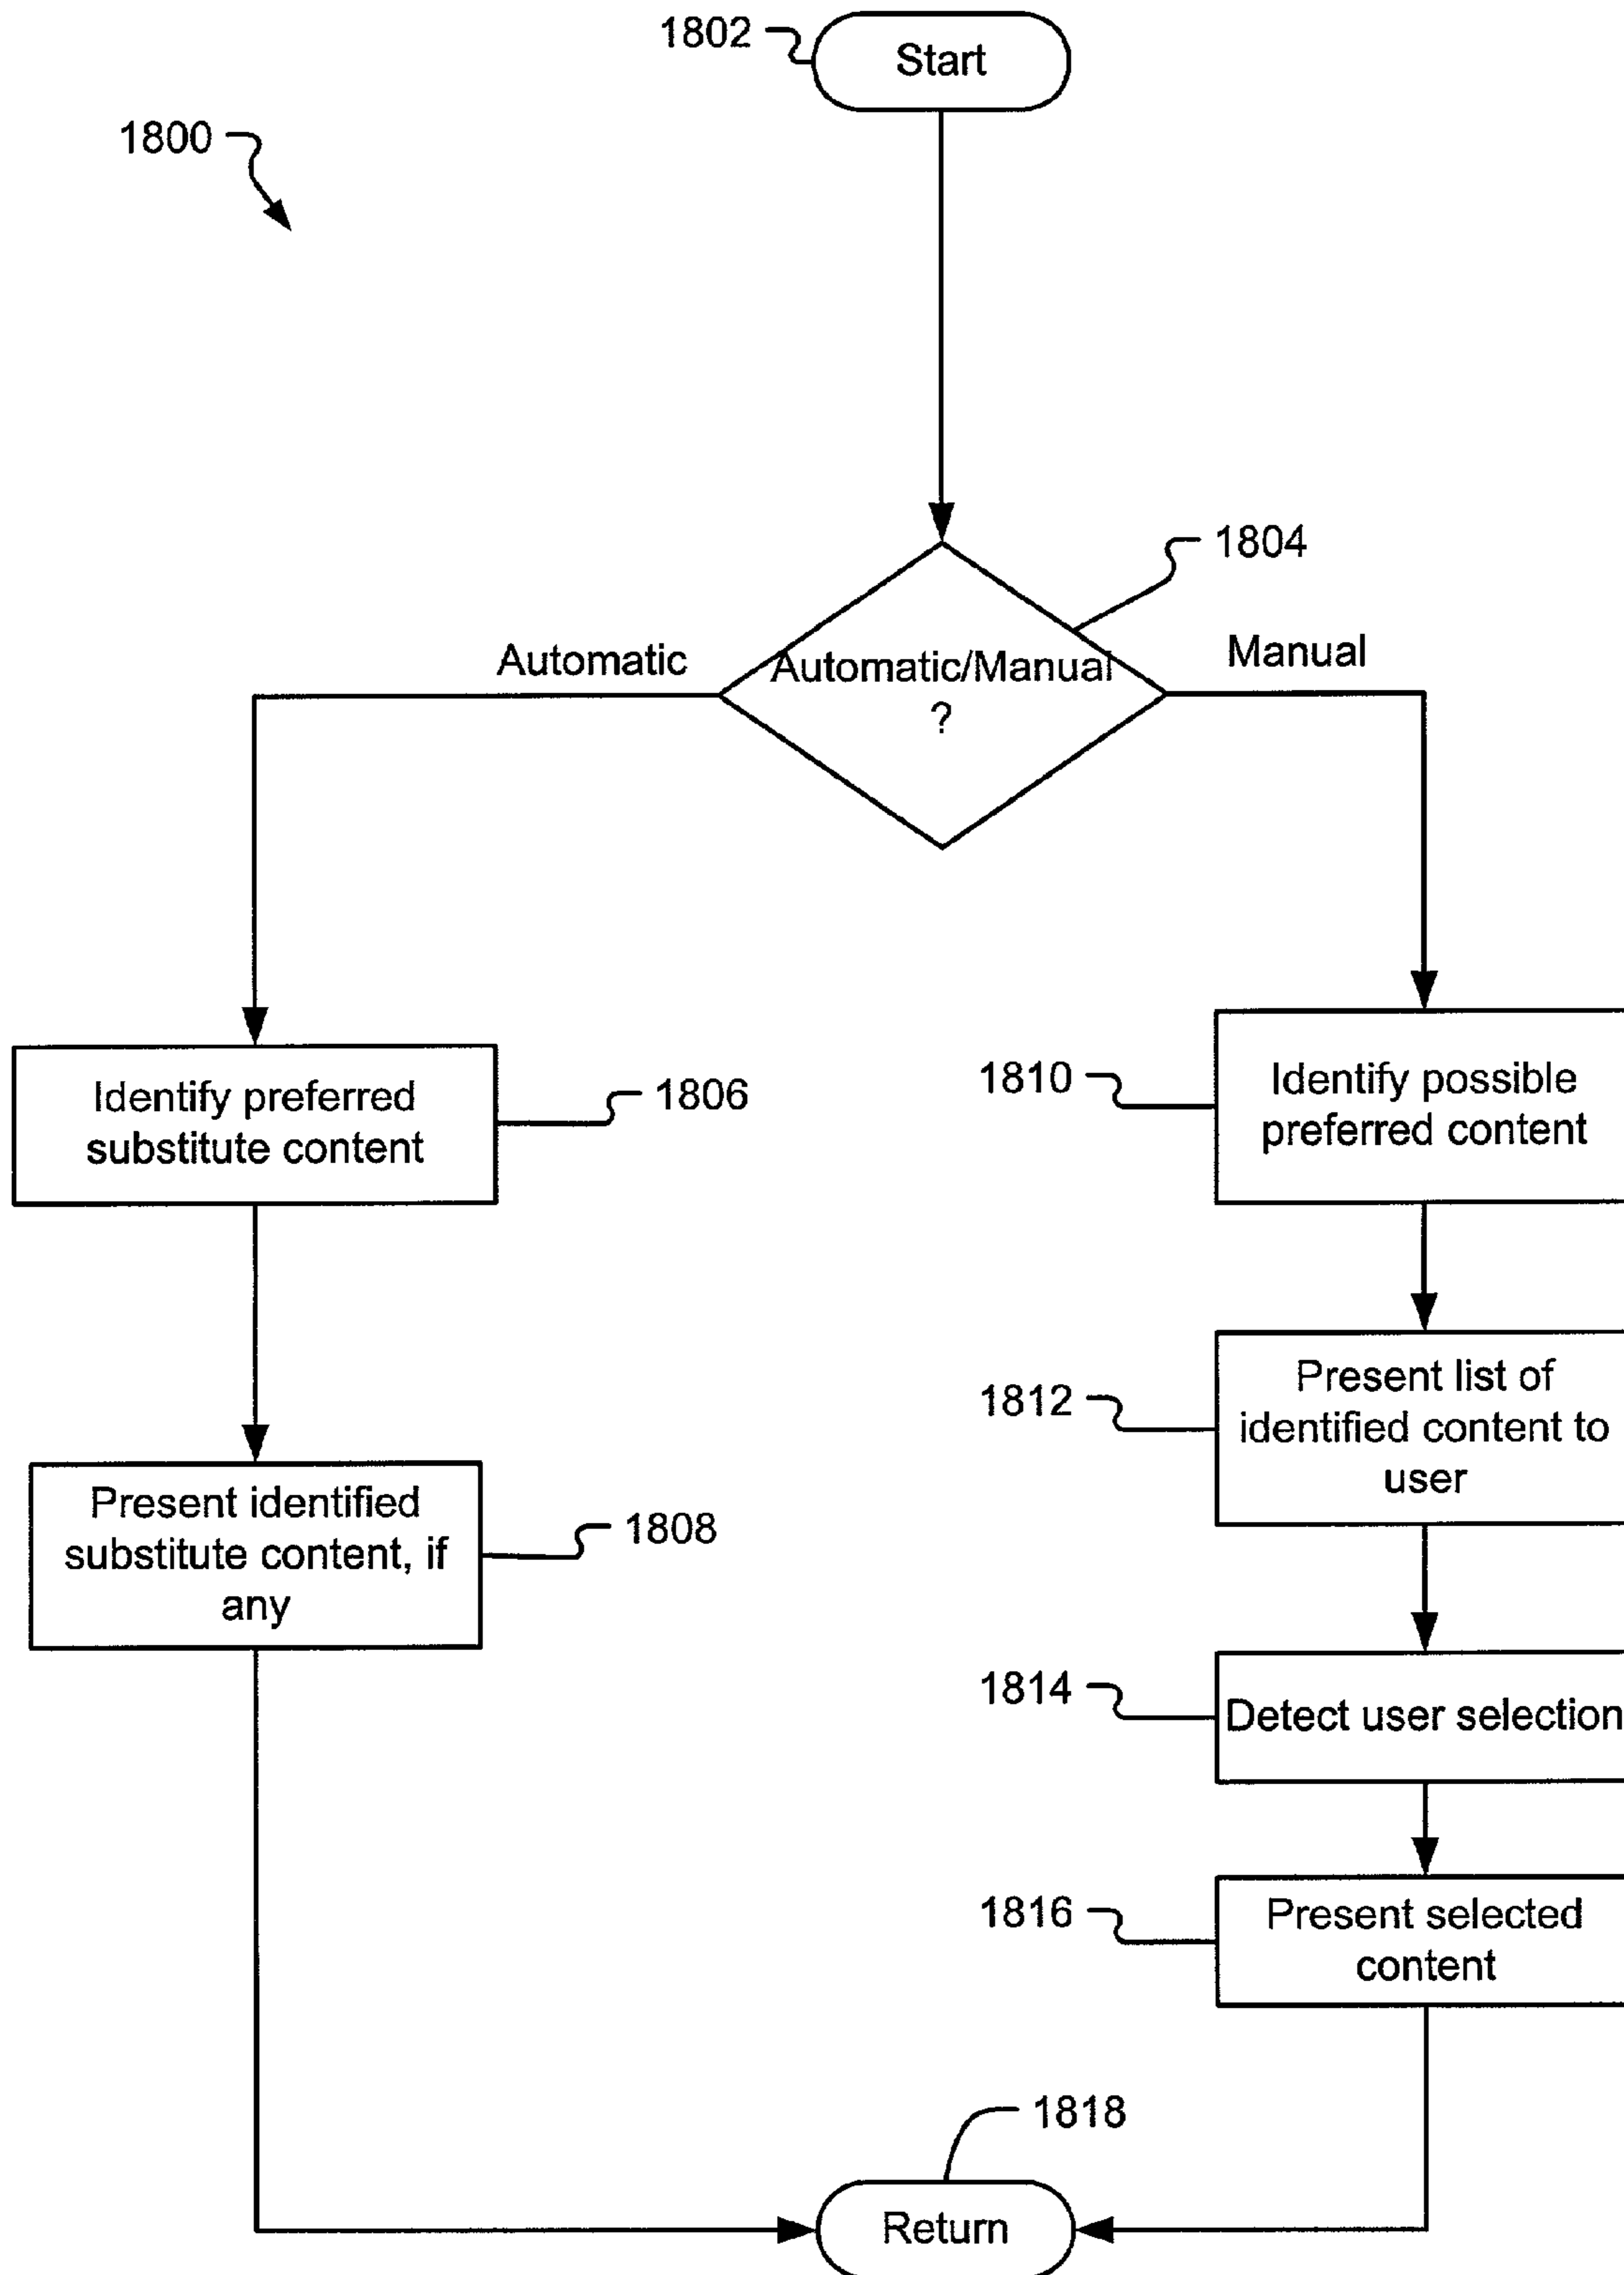 1802
Start
1800
1804
Automatic
Automatic/Manual
?
Manual
Identify preferred
substitute content
1806
1810
Identify possible
preferred content
1812
Present list of
identified content to
user
Present identified
substitute content, if
any
1808
1814
Detect user selection
1816
Present selected
content
1818
Return